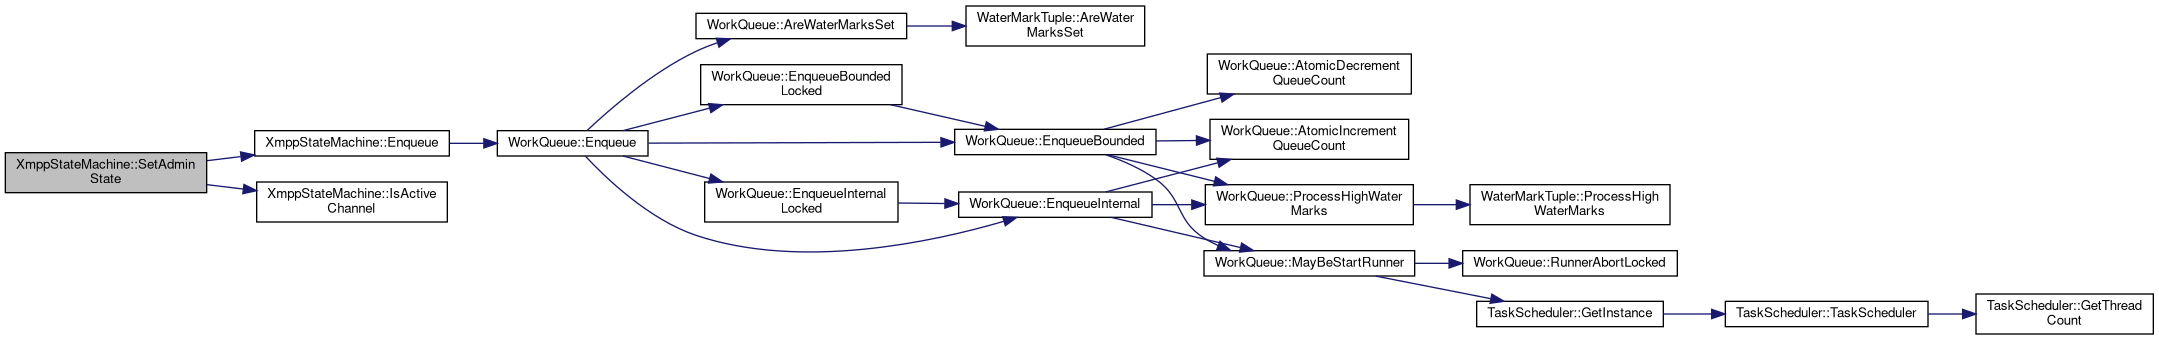 XmppStateMachine::SetAdmin
State
XmppStateMachine::Enqueue
XmppStateMachine::IsActive
Channel
WorkQueue::Enqueue
WorkQueue::AreWaterMarksSet
WorkQueue::EnqueueBounded
Locked
WorkQueue::EnqueueInternal
Locked
WaterMarkTuple::AreWater
MarksSet
WorkQueue::EnqueueBounded
WorkQueue::EnqueueInternal
WorkQueue::AtomicDecrement
QueueCount
WorkQueue::AtomicIncrement
QueueCount
WorkQueue::ProcessHighWater
Marks
WorkQueue::MayBeStartRunner
WaterMarkTuple::ProcessHigh
WaterMarks
WorkQueue::RunnerAbortLocked
TaskScheduler::GetInstance
TaskScheduler::TaskScheduler
TaskScheduler::GetThread
Count